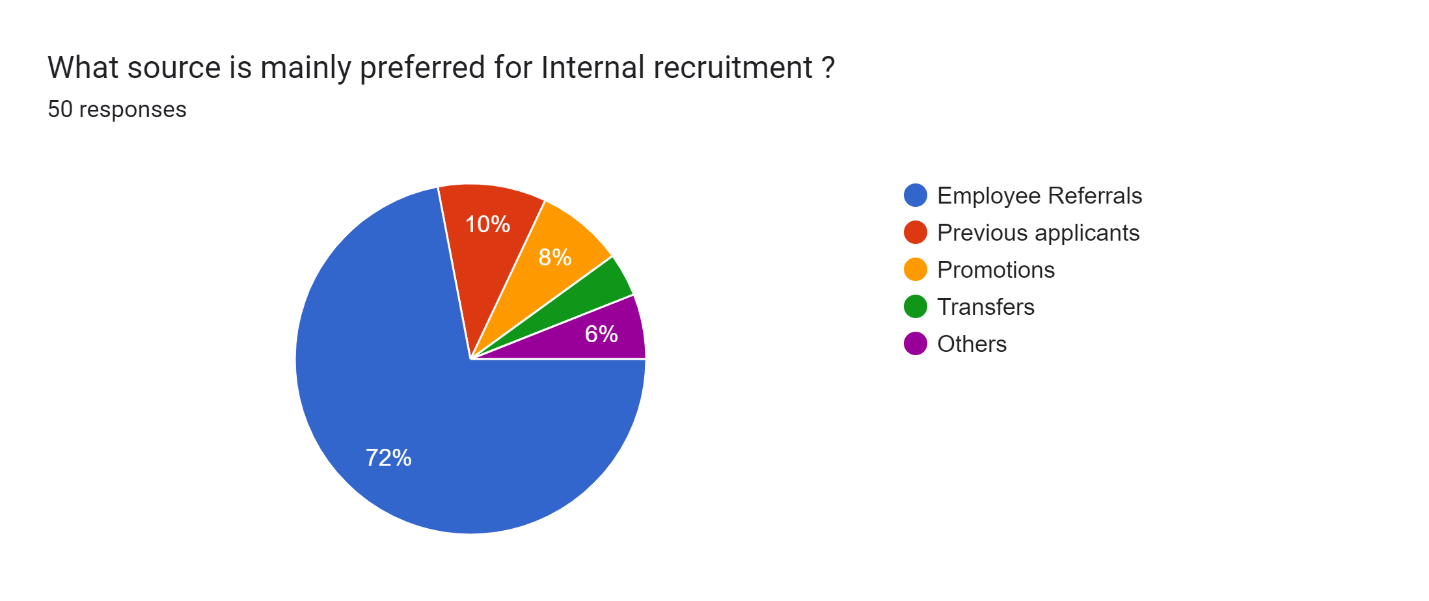 What source is mainly preferred for Internal recruitment ?
50 responses
10%
8%
6%
72%
Employee Referrals
Previous applicants
Promotions
Transfers
Others